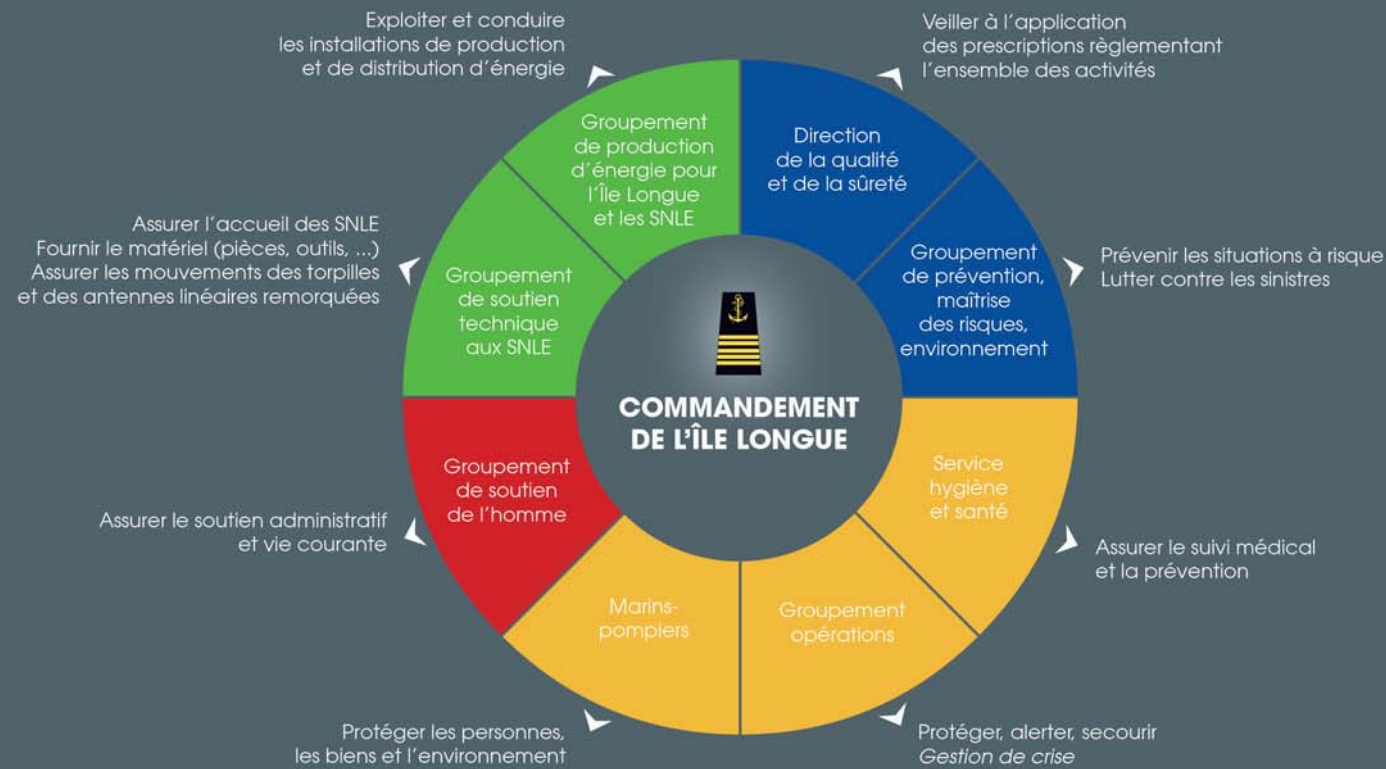 Exploiter et conduire
les installations de production
et de distribution d'énergie
Veiller à l'application
des prescriptions règlementant
l'ensemble des activités
Groupement
de production
d'énergie pour
l'Île Longue
et les SNLE
Direction
de la qualité
et de la sûreté
Assurer l'accueil des SNLE
Fournir le matériel (pièces, outils, ...)
Assurer les mouvements des torpilles
et des antennes linéaires remorquées
Groupement
de soutien
technique
aux SNLE
Groupement
de prévention,
maîtrise
des risques,
environnement
Prévenir les situations à risque
Lutter contre les sinistres
COMMANDEMENT
DE L'ÎLE LONGUE
Groupement
de soutien
de l'homme
Service
hygiène
et santé
Assurer le soutien administratif
et vie courante
Assurer le suivi médical
et la prévention
Marins-
pompiers
Groupement
opérations
Protéger les personnes,
les biens et l'environnement
Protéger, alerter, secourir
Gestion de crise